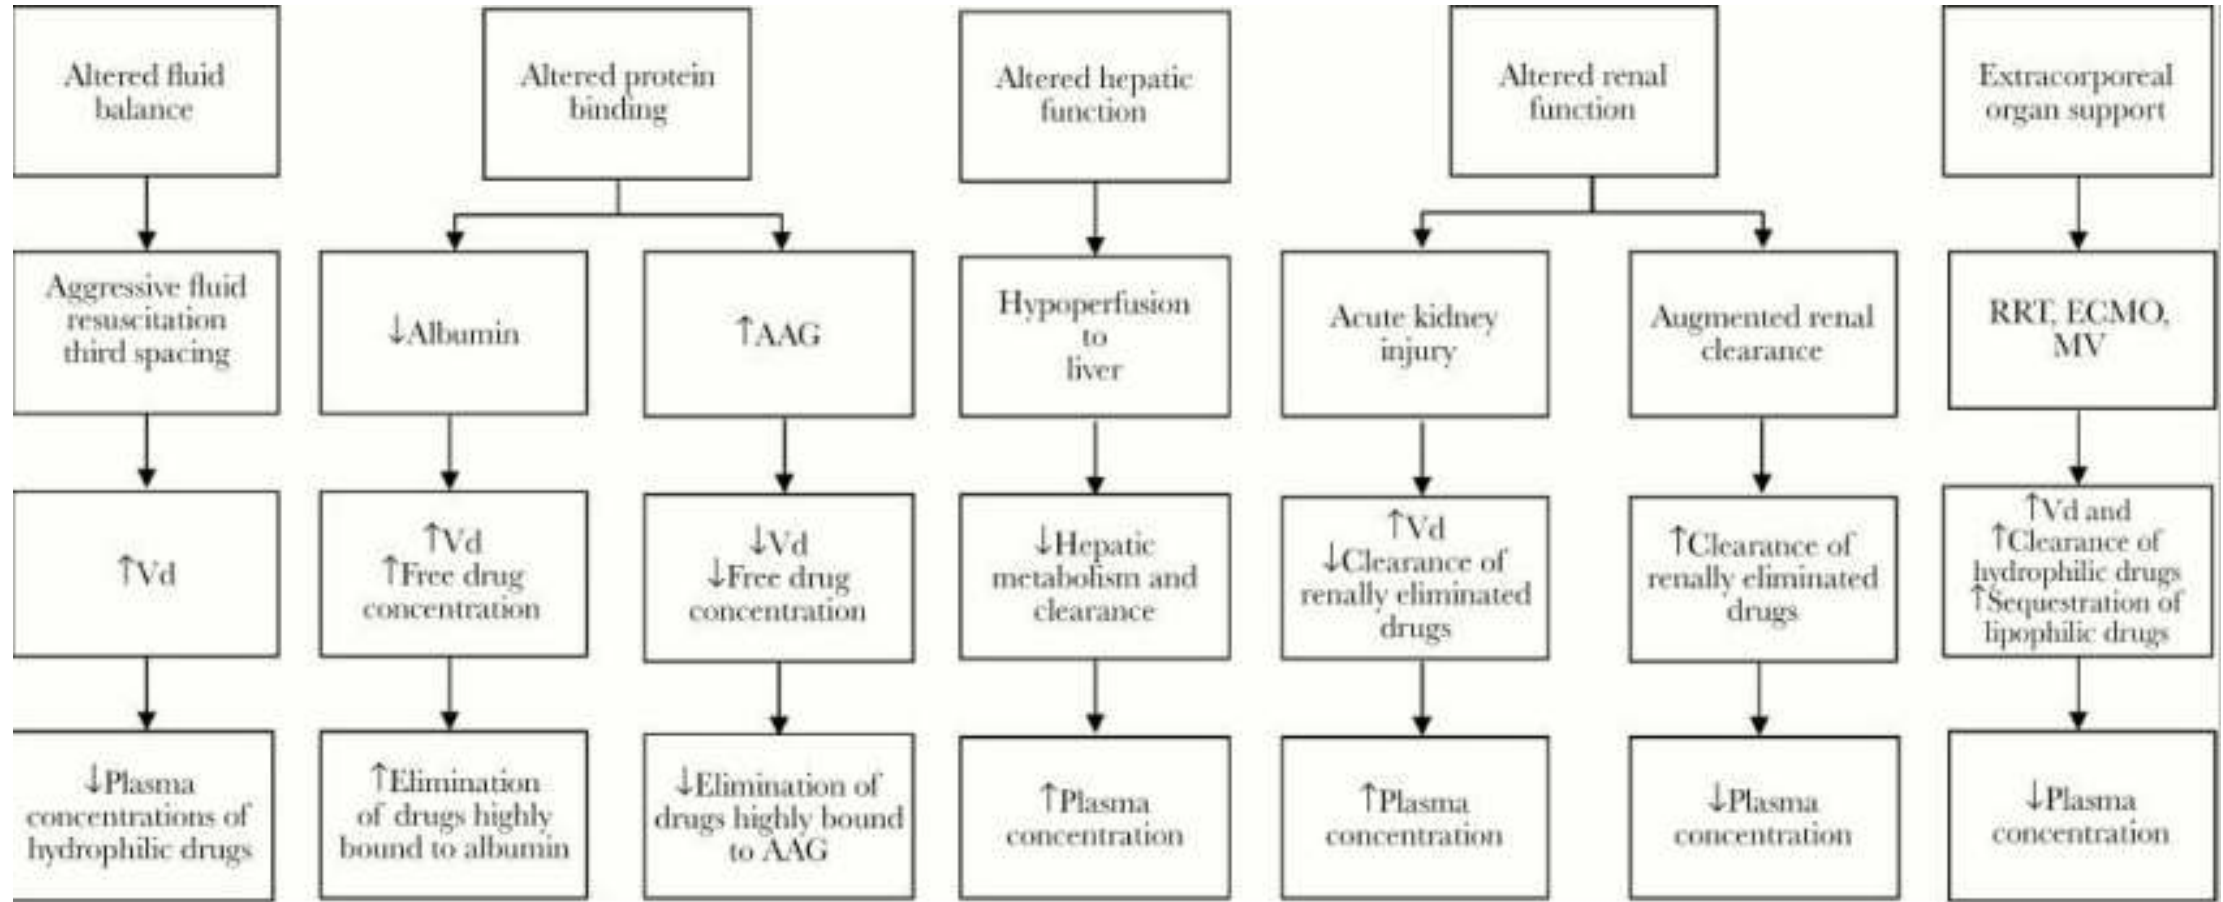 Altered fluid
balance
Altered protein
binding
Altered hepatic
function
Altered renal
function
Extracorporeal
organ support
Aggressive fluid
resuscitation
third spacing
↓Albumin
↑AAG
Hypoperfusion
to
liver
Acute kidney
injury
Augmented renal
clearance
RRT, ECMO,
MV
↑Vd
↑Vd
↑Free drug
concentration
↓Vd
↓Free drug
concentration
↓Hepatic
metabolism and
clearance
↑Vd
↓Clearance of
renally eliminated
drugs
↑Clearance of
renally eliminated
drugs
↑Vd and
↑Clearance of
hydrophilic drugs
↑Sequestration of
lipophilic drugs
↓Plasma
concentrations of
hydrophilic drugs
↑Elimination
of drugs highly
bound to albumin
↓Elimination of
drugs highly bound
to AAG
↑Plasma
concentration
↑Plasma
concentration
↓Plasma
concentration
↓Plasma
concentration